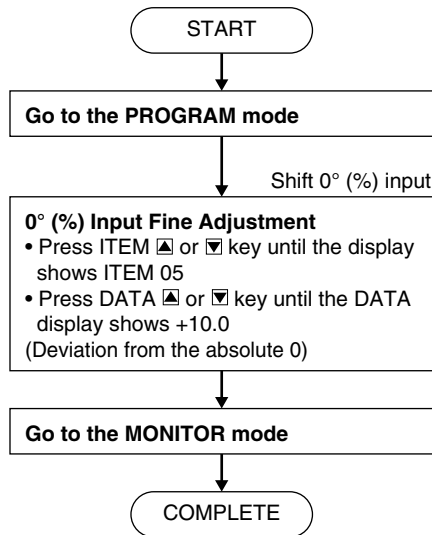 START
Go to the PROGRAM mode
Shift 0° (%) input
0° (%) Input Fine Adjustment
• Press ITEM ▲ or ▼ key until the display
shows ITEM 05
• Press DATA ▲ or ▼ key until the DATA
display shows +10.0
(Deviation from the absolute 0)
Go to the MONITOR mode
COMPLETE